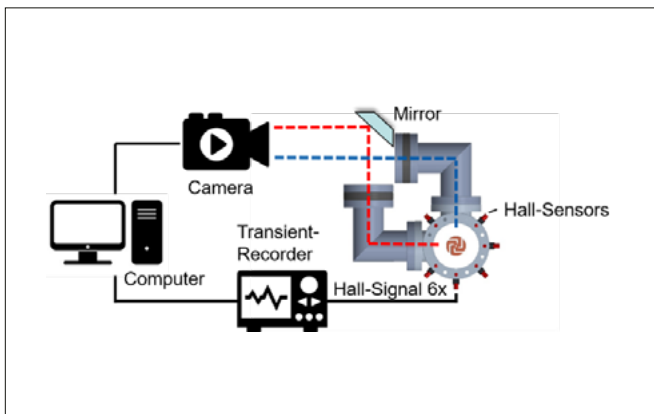 Mirror
Camera
Hall-Sensors
Transient-
Recorder
Computer
Hall-Signal 6x